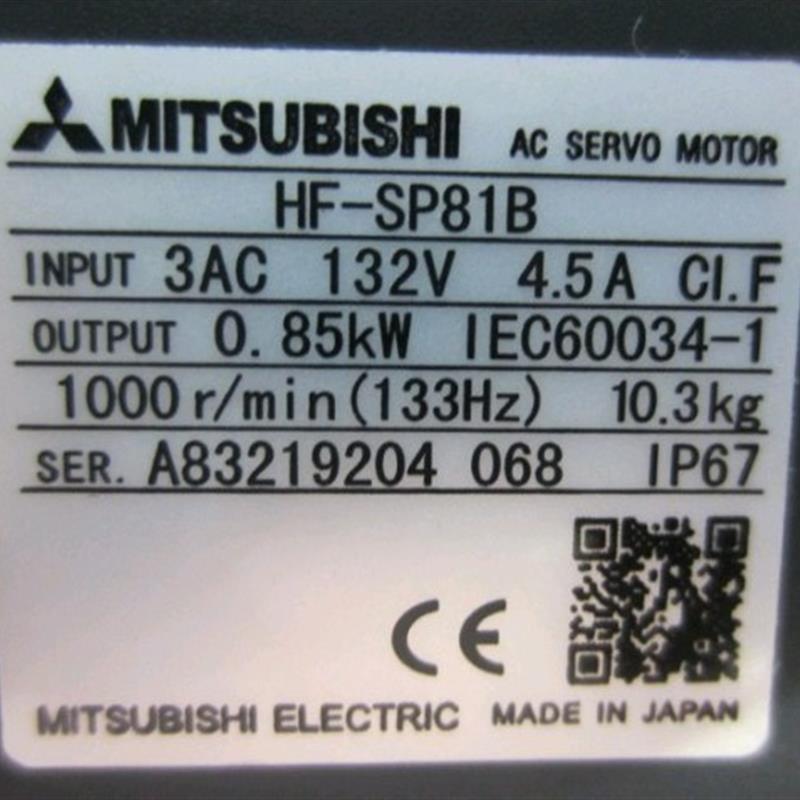 MITSUBISHI AC SERVO MOTOR
HF-SP81B
INPUT 3AC 132V 4.5A CI.F
OUTPUT 0.85kW IEC60034-1
1000r/min(133Hz) 10.3kg
SER. A83219204 068 IP67
CE
MITSUBISHI ELECTRIC MADE IN JAPAN